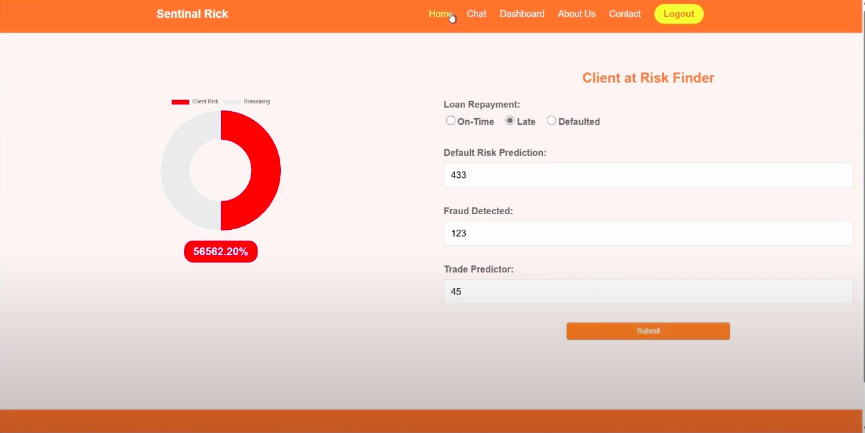 Sentinal Rick
Home Chat Dashboard About Us Contact Logout
Client at Risk Finder
Client Risk Remaining
Loan Repayment:
On-Time Late Defaulted
Default Risk Prediction:
433
Fraud Detected:
123
56562.20%
Trade Predictor:
45
Submit